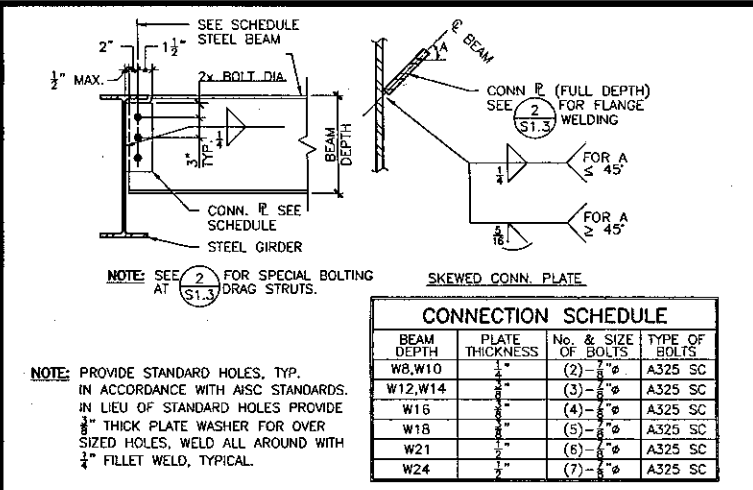 SEE SCHEDULE
STEEL BEAM
2" 1½"
½" MAX.
2x BOLT DIA.
¼
3"
TYP.
BEAM
DEPTH
CONN. ℙL SEE
SCHEDULE
STEEL GIRDER
NOTE: SEE 2 FOR SPECIAL BOLTING
AT S1.3 DRAG STRUTS.
℄ BEAM
A
CONN ℙL (FULL DEPTH)
SEE 2 FOR FLANGE
S1.3 WELDING
¼
FOR A
≤ 45°
5/16
FOR A
≥ 45°
SKEWED CONN. PLATE
NOTE: PROVIDE STANDARD HOLES, TYP.
IN ACCORDANCE WITH AISC STANDARDS.
IN LIEU OF STANDARD HOLES PROVIDE
⅜" THICK PLATE WASHER FOR OVER
SIZED HOLES, WELD ALL AROUND WITH
¼" FILLET WELD, TYPICAL.
CONNECTION SCHEDULE
BEAM DEPTH PLATE THICKNESS No. & SIZE OF BOLTS TYPE OF BOLTS
W8,W10 ¼" (2)-⅞"ø A325 SC
W12,W14 ⅜" (3)-⅞"ø A325 SC
W16 ⅜" (4)-⅞"ø A325 SC
W18 ⅜" (5)-⅞"ø A325 SC
W21 ½" (6)-⅞"ø A325 SC
W24 ½" (7)-⅞"ø A325 SC